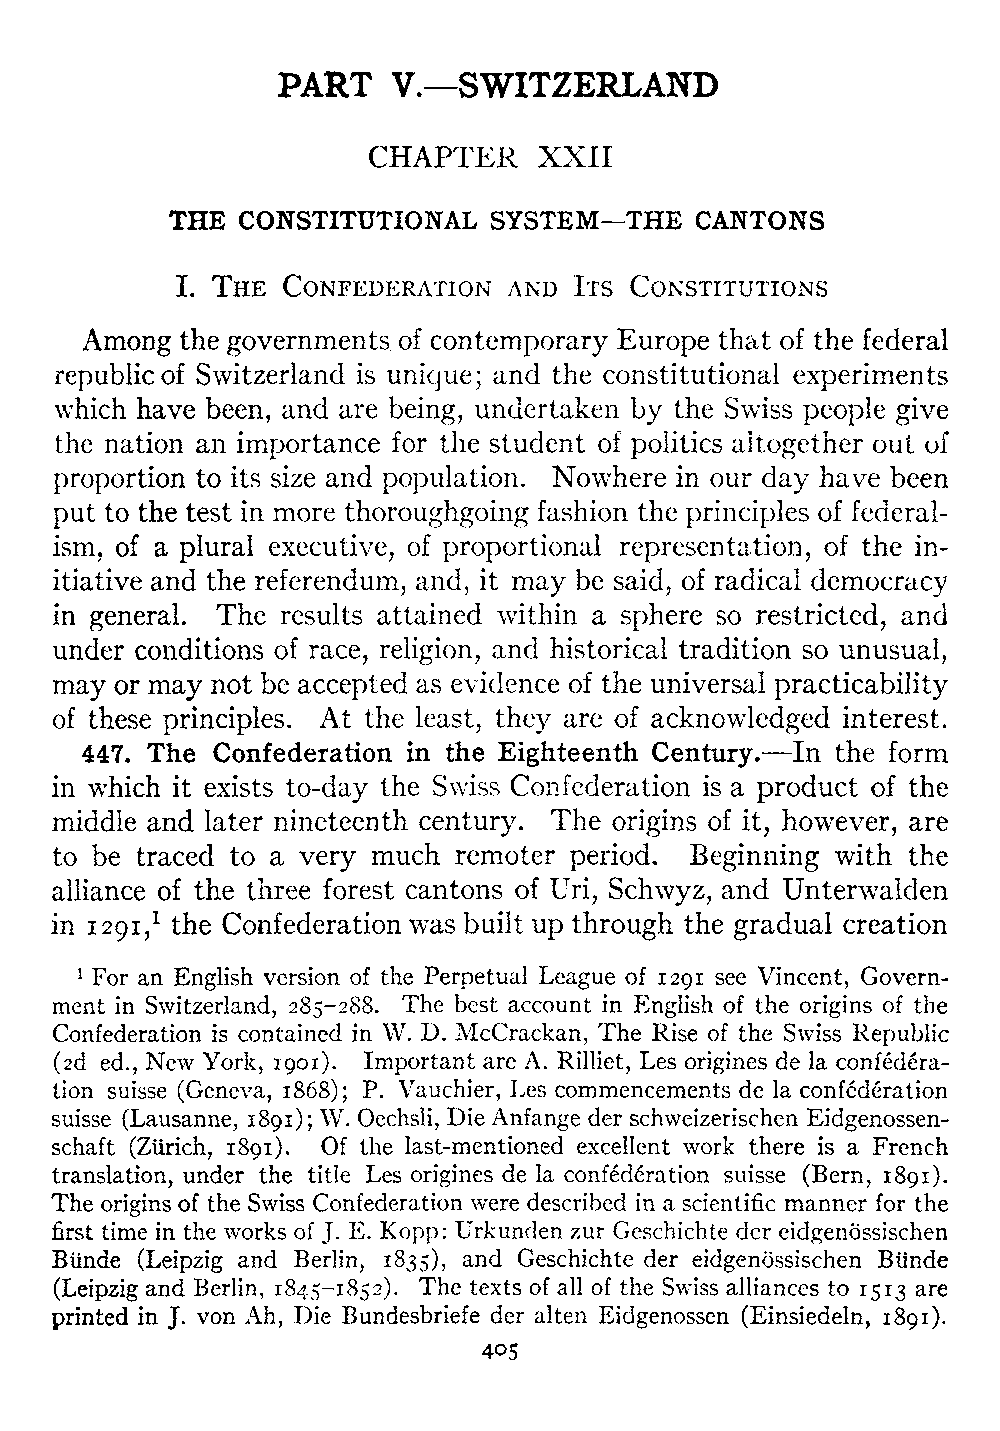 PART V.—SWITZERLAND
CHAPTER XXII
THE CONSTITUTIONAL SYSTEM—THE CANTONS
I. THE CONFEDERATION AND ITS CONSTITUTIONS
Among the governments of contemporary Europe that of the federal
republic of Switzerland is unique; and the constitutional experiments
which have been, and are being, undertaken by the Swiss people give
the nation an importance for the student of politics altogether out of
proportion to its size and population. Nowhere in our day have been
put to the test in more thoroughgoing fashion the principles of federal-
ism, of a plural executive, of proportional representation, of the in-
itiative and the referendum, and, it may be said, of radical democracy
in general. The results attained within a sphere so restricted, and
under conditions of race, religion, and historical tradition so unusual,
may or may not be accepted as evidence of the universal practicability
of these principles. At the least, they are of acknowledged interest.
447. The Confederation in the Eighteenth Century.—In the form
in which it exists to-day the Swiss Confederation is a product of the
middle and later nineteenth century. The origins of it, however, are
to be traced to a very much remoter period. Beginning with the
alliance of the three forest cantons of Uri, Schwyz, and Unterwalden
in 1291,¹ the Confederation was built up through the gradual creation
¹ For an English version of the Perpetual League of 1291 see Vincent, Govern-
ment in Switzerland, 285–288. The best account in English of the origins of the
Confederation is contained in W. D. McCrackan, The Rise of the Swiss Republic
(2d ed., New York, 1901). Important are A. Rilliet, Les origines de la confédéra-
tion suisse (Geneva, 1868); P. Vauchier, Les commencements de la confédération
suisse (Lausanne, 1891); W. Oechsli, Die Anfange der schweizerischen Eidgenossen-
schaft (Zürich, 1891). Of the last-mentioned excellent work there is a French
translation, under the title Les origines de la confédération suisse (Bern, 1891).
The origins of the Swiss Confederation were described in a scientific manner for the
first time in the works of J. E. Kopp: Urkunden zur Geschichte der eidgenössischen
Bünde (Leipzig and Berlin, 1835), and Geschichte der eidgenössischen Bünde
(Leipzig and Berlin, 1845–1852). The texts of all of the Swiss alliances to 1513 are
printed in J. von Ah, Die Bundesbriefe der alten Eidgenossen (Einsiedeln, 1891).
405